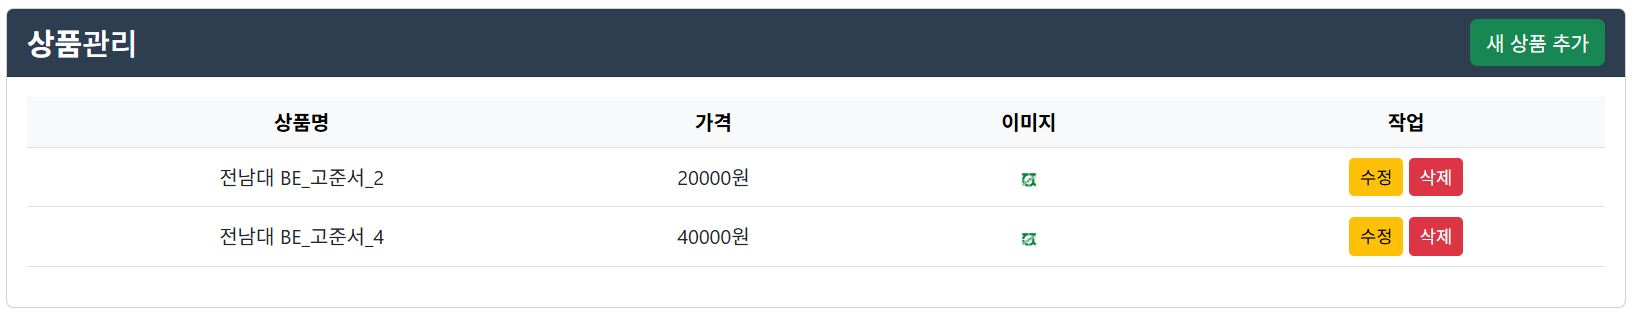 상품관리
새 상품 추가
상품명 가격 이미지 작업
전남대 BE_고준서_2 20000원 수정 삭제
전남대 BE_고준서_4 40000원 수정 삭제